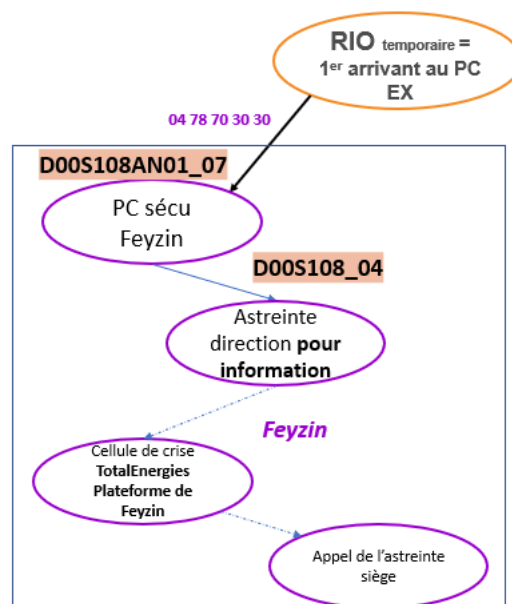 RIO temporaire =
1er arrivant au PC
EX
04 78 70 30 30
D00S108AN01_07
PC sécu
Feyzin
D00S108_04
Astreinte
direction pour
information
Feyzin
Cellule de crise
TotalEnergies
Plateforme de
Feyzin
Appel de l'astreinte
siège